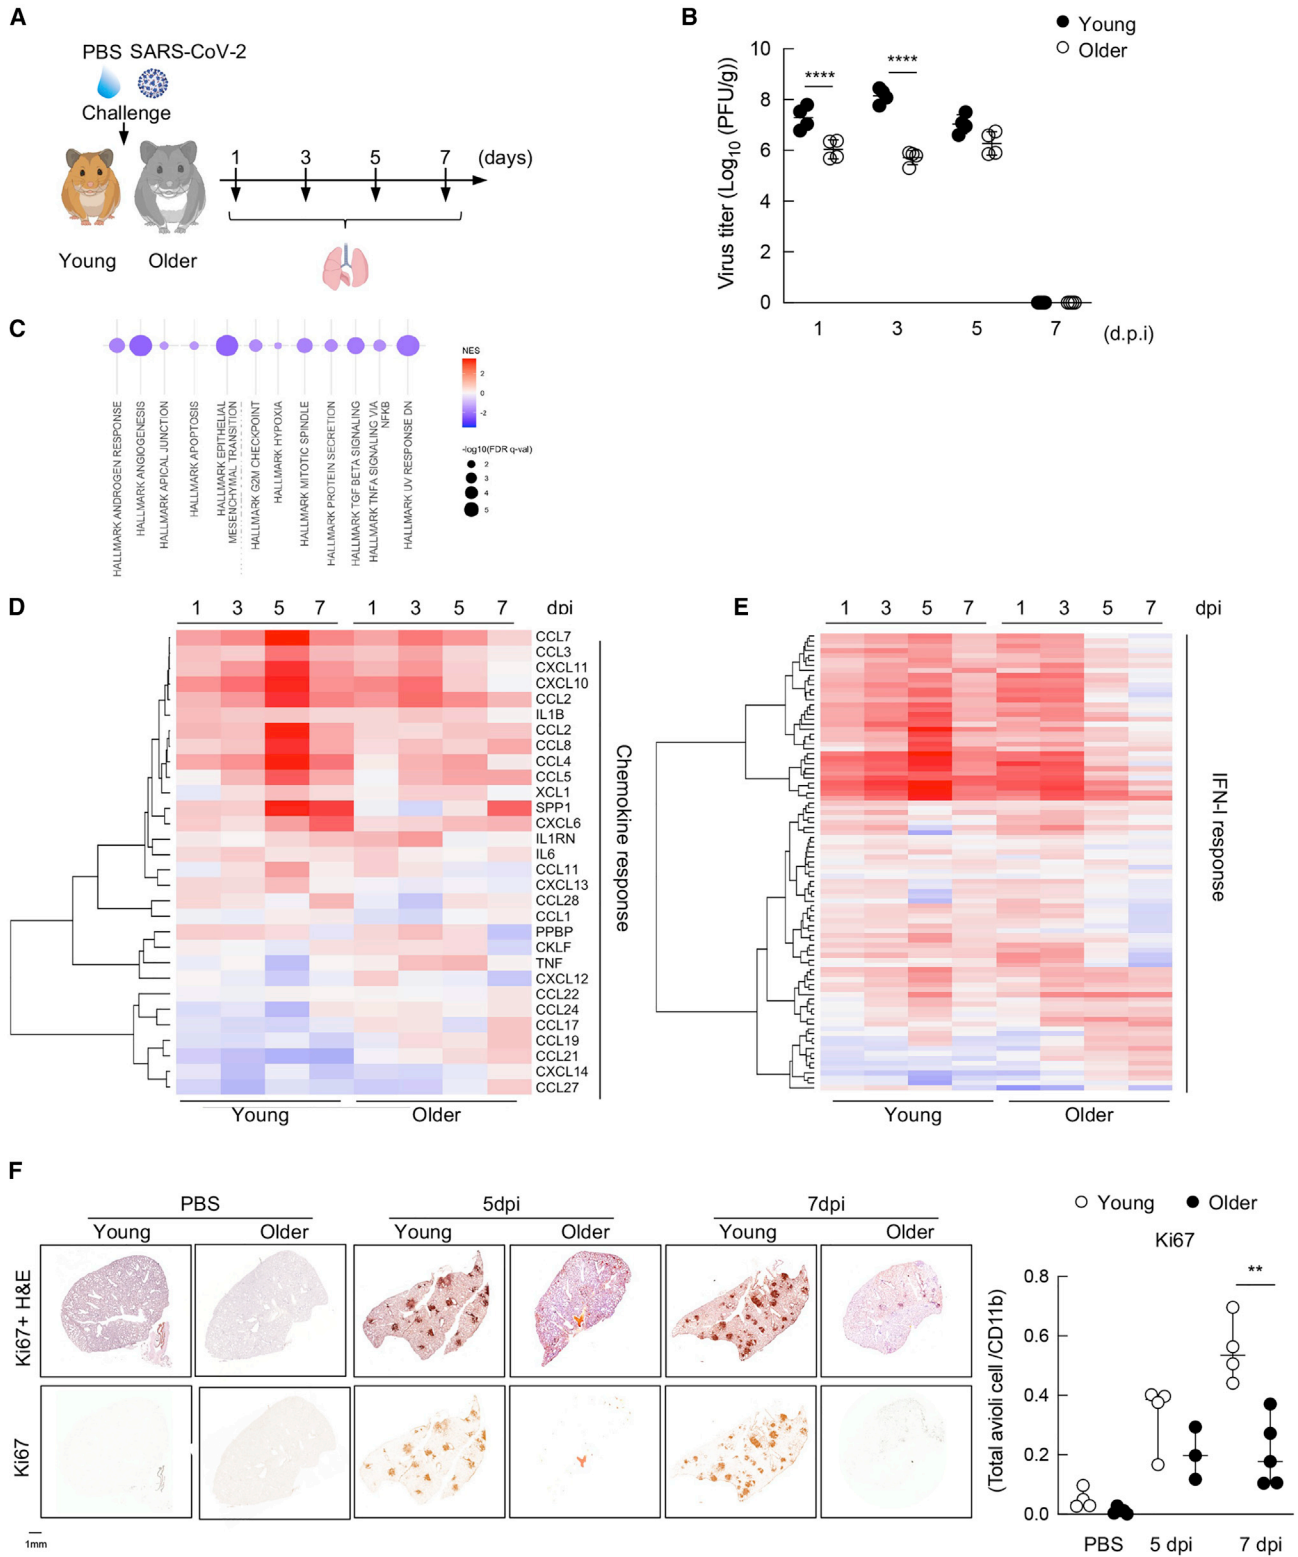 A
PBS SARS-CoV-2
Challenge
1 3 5 7 (days)
Young Older
B
Young
Older
Virus titer (Log10 (PFU/g))
10
8
6
4
2
0
****
****
1 3 5 7 (d.p.i)
C
HALLMARK ANDROGEN RESPONSE
HALLMARK ANGIOGENESIS
HALLMARK APICAL JUNCTION
HALLMARK APOPTOSIS
HALLMARK EPITHELIAL
MESENCHYMAL TRANSITION
HALLMARK G2M CHECKPOINT
HALLMARK HYPOXIA
HALLMARK MITOTIC SPINDLE
HALLMARK PROTEIN SECRETION
HALLMARK TGF BETA SIGNALING
HALLMARK TNFA SIGNALING VIA
NFKB
HALLMARK UV RESPONSE DN
NES
2
0
-2
-log10(FDR q-val)
2
3
4
5
D
1 3 5 7 1 3 5 7 dpi
CCL7
CCL3
CXCL11
CXCL10
CCL2
IL1B
CCL2
CCL8
CCL4
CCL5
XCL1
SPP1
CXCL6
IL1RN
IL6
CCL11
CXCL13
CCL28
CCL1
PPBP
CKLF
TNF
CXCL12
CCL22
CCL24
CCL17
CCL19
CCL21
CXCL14
CCL27
Chemokine response
Young Older
E
1 3 5 7 1 3 5 7 dpi
IFN-I response
Young Older
F
PBS 5dpi 7dpi
Young Older Young Older Young Older
Ki67+ H&E
Ki67
1mm
Young Older
Ki67
(Total avioli cell /CD11b)
0.8
0.6
0.4
0.2
0.0
**
PBS 5 dpi 7 dpi